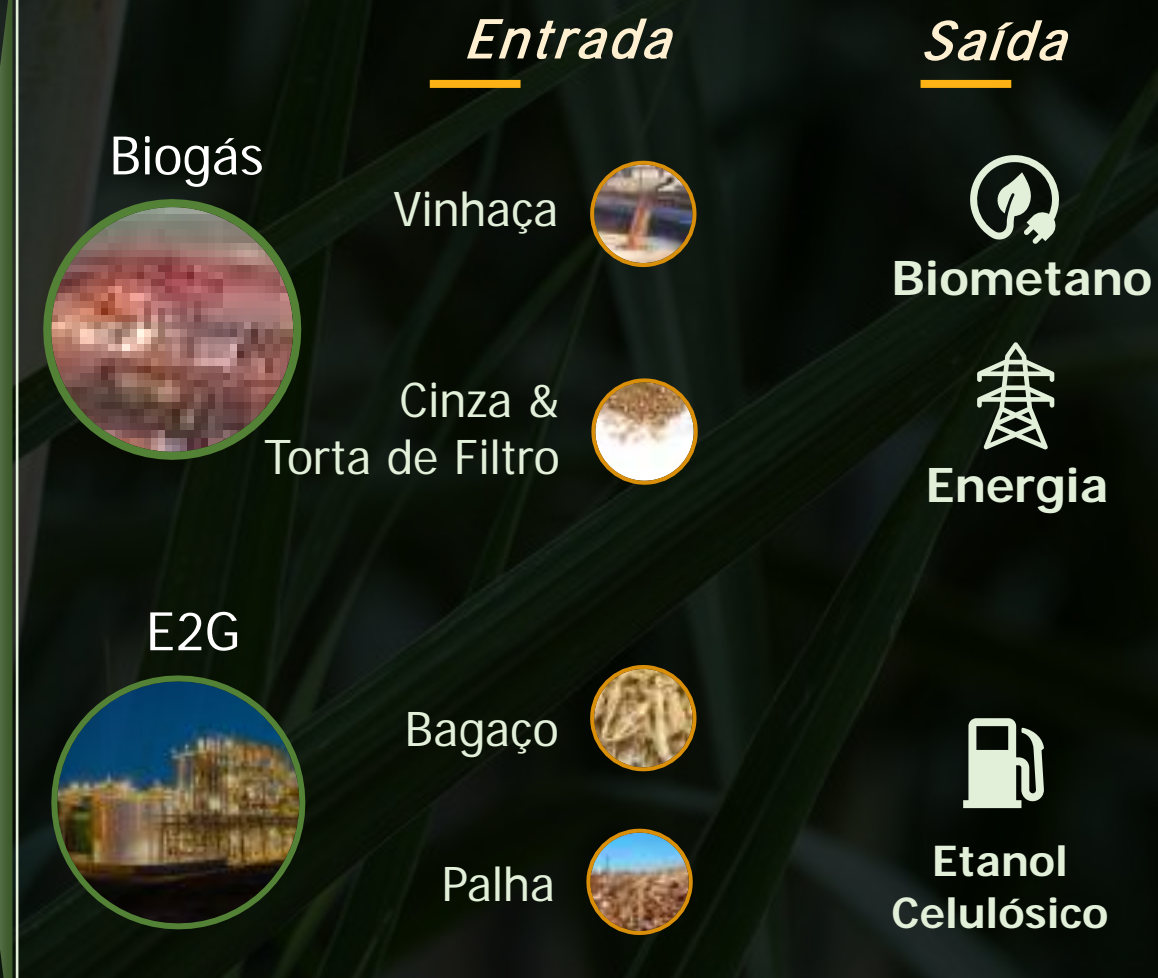 Entrada
Saída
Biogás
Vinhaça
Biometano
Cinza &
Torta de Filtro
Energia
E2G
Bagaço
Palha
Etanol
Celulósico